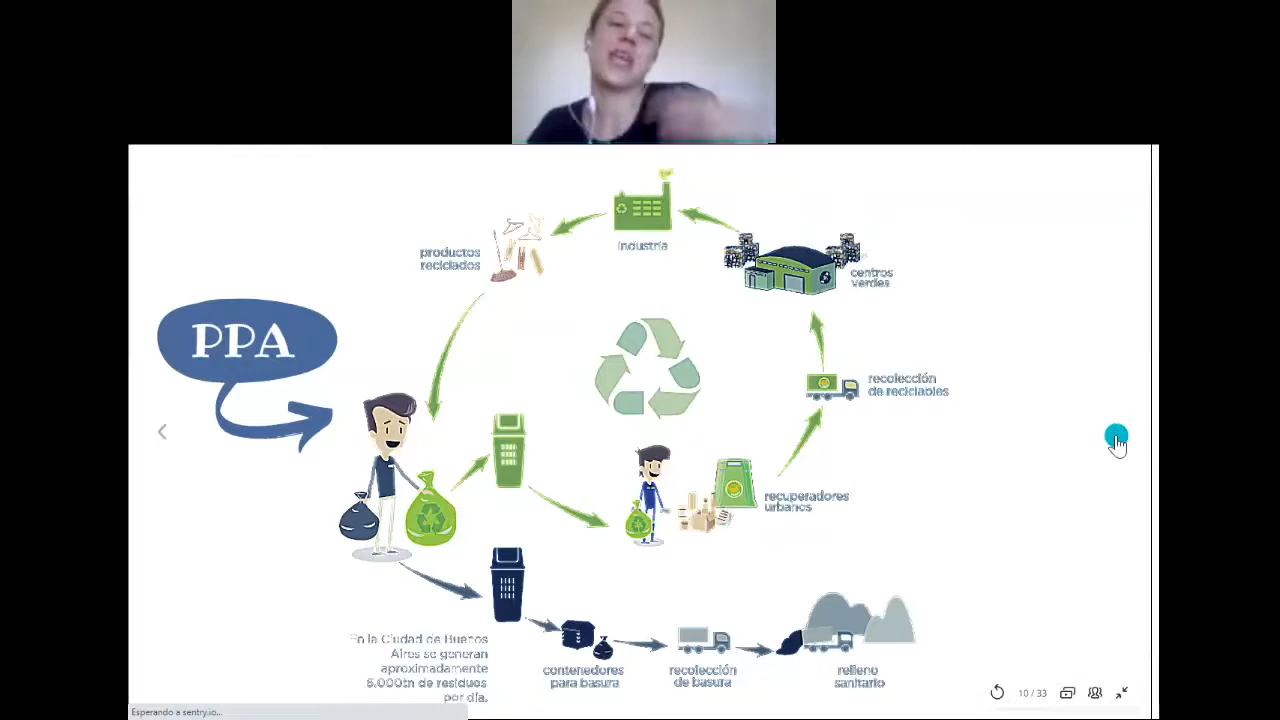 industria
productos
reciclados
centros
verdes
PPA
recolección
de reciclables
recuperadores
urbanos
En la Ciudad de Buenos
Aires se generan
aproximadamente
6.000tn de residuos
por día.
contenedores
para basura
recolección
de basura
relleno
sanitario
10 / 33
Esperando a sentry.io...